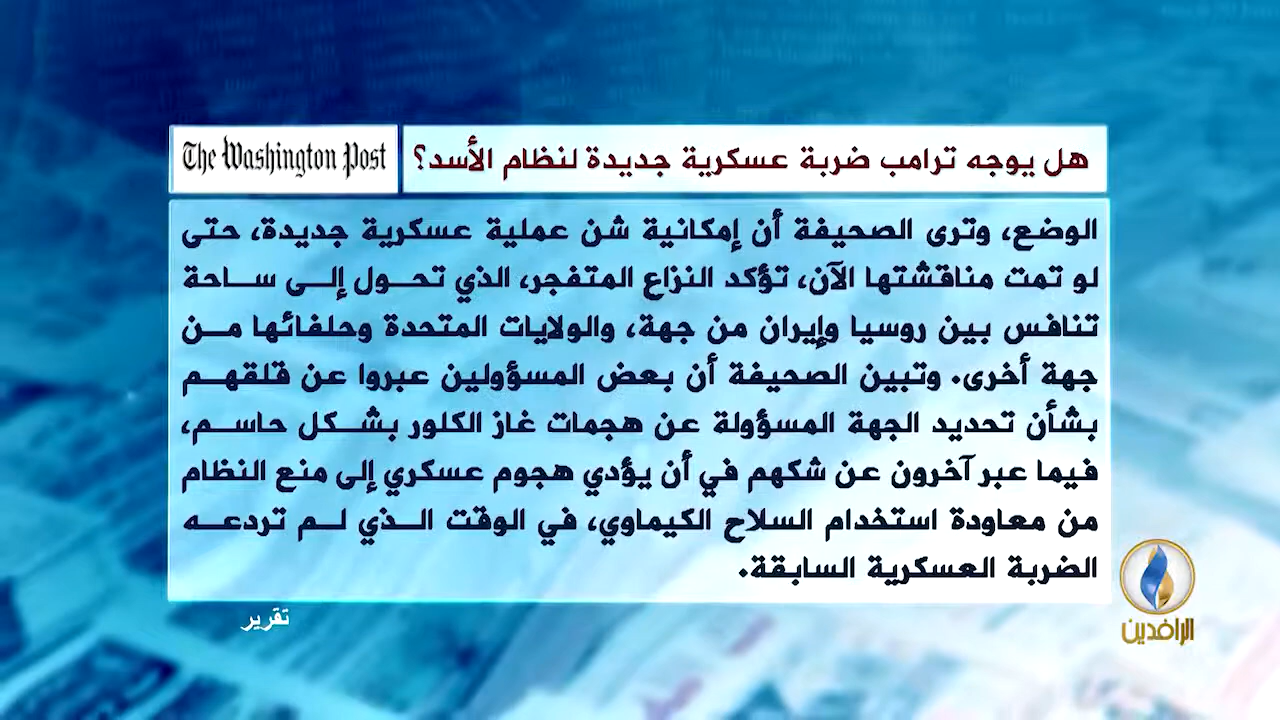 هل يوجه ترامب ضربة عسكرية جديدة لنظام الأسد؟
The Washington Post
الوضع، وترى الصحيفة أن إمكانية شن عملية عسكرية جديدة، حتى
لو تمت مناقشتها الآن، تؤكد النزاع المتفجر، الذي تحول إلى ساحة
تنافس بين روسيا وإيران من جهة، والولايات المتحدة وحلفائها من
جهة أخرى. وتبين الصحيفة أن بعض المسؤولين عبروا عن قلقهم
بشأن تحديد الجهة المسؤولة عن هجمات غاز الكلور بشكل حاسم،
فيما عبر آخرون عن شكهم في أن يؤدي هجوم عسكري إلى منع النظام
من معاودة استخدام السلاح الكيماوي، في الوقت الذي لم تردعه
الضربة العسكرية السابقة.
تقرير
الرافدين